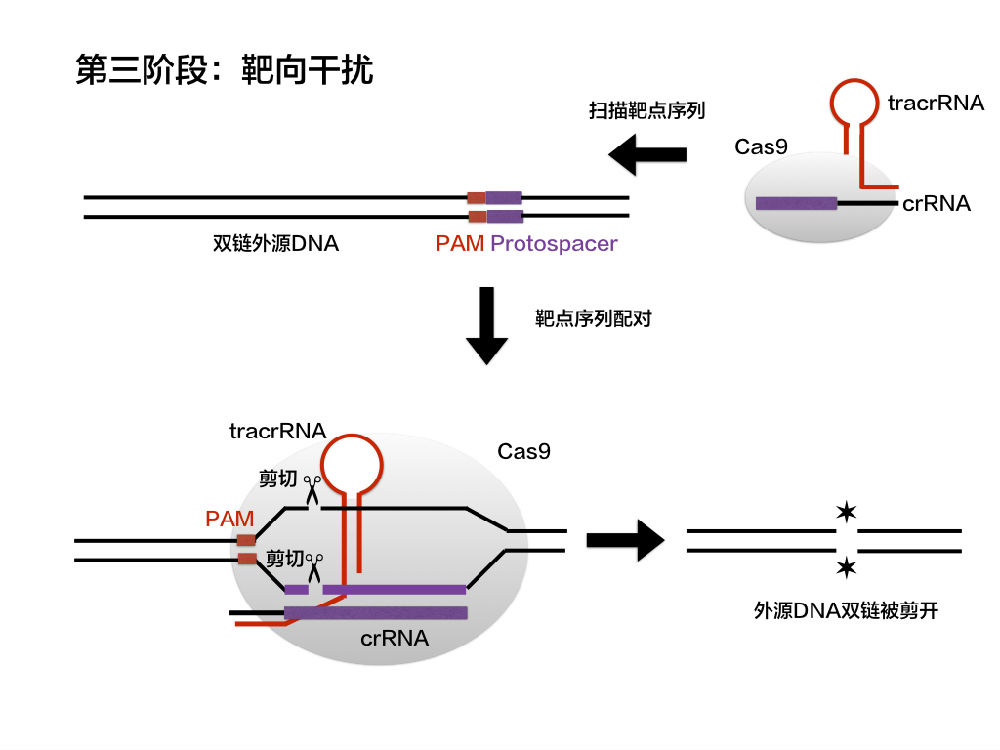 第三阶段：靶向干扰
扫描靶点序列
tracrRNA
Cas9
crRNA
双链外源DNA
PAM Protospacer
靶点序列配对
tracrRNA
Cas9
剪切
PAM
剪切
crRNA
外源DNA双链被剪开